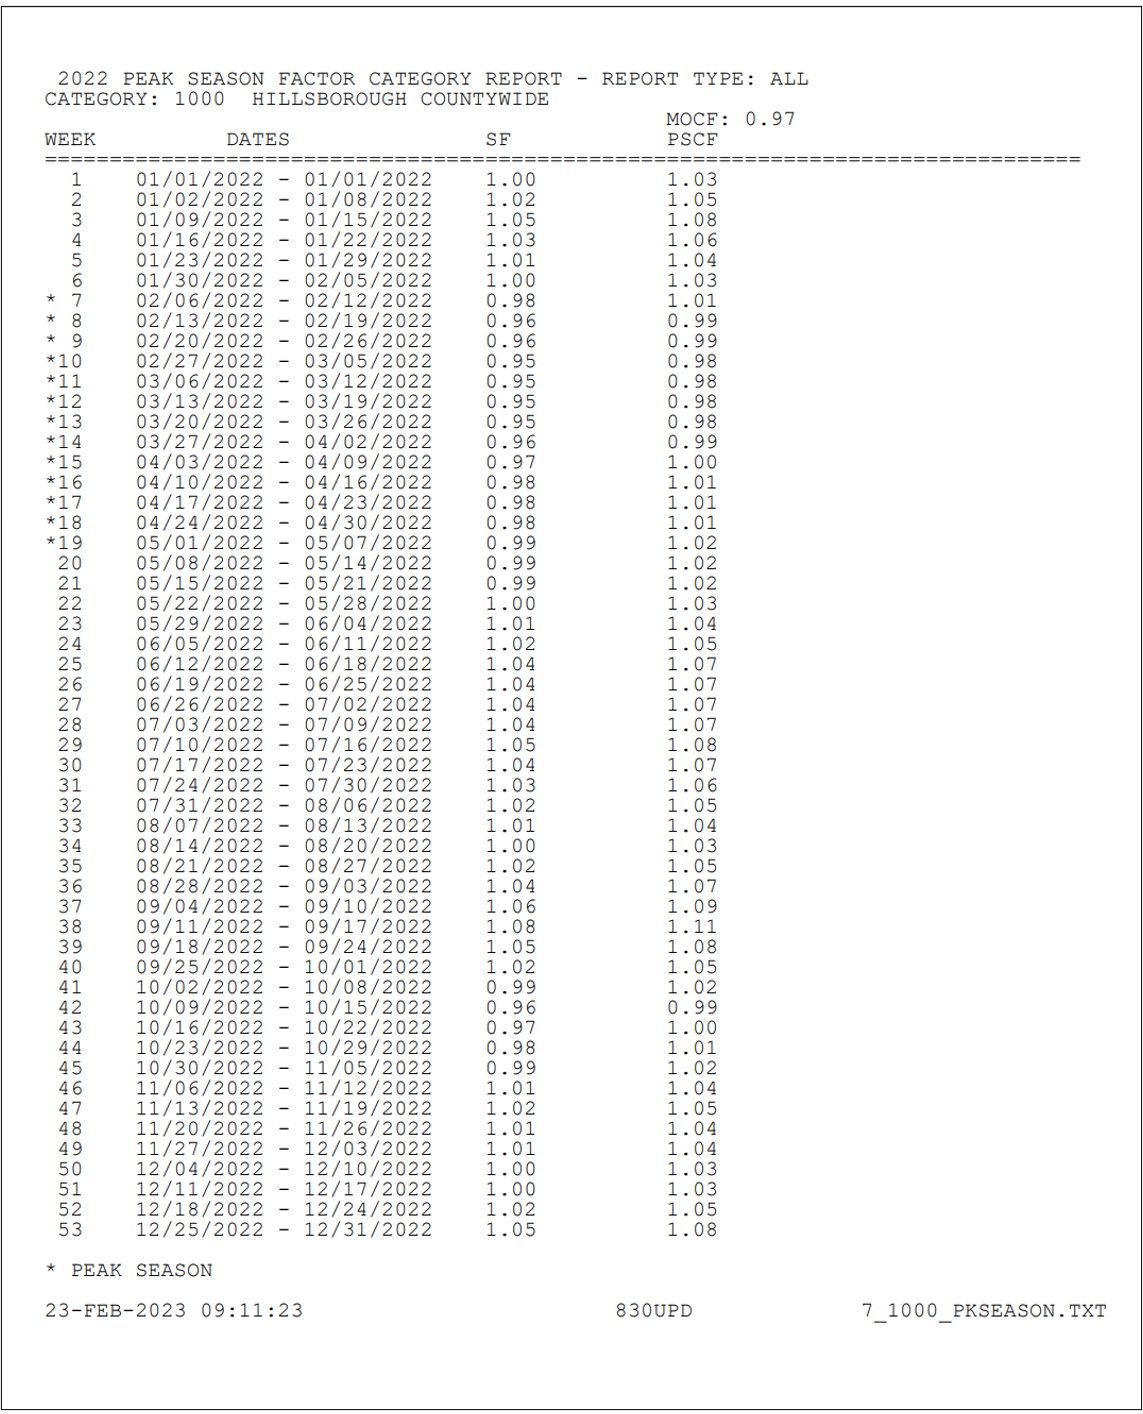 2022 PEAK SEASON FACTOR CATEGORY REPORT - REPORT TYPE: ALL
CATEGORY: 1000 HILLSBOROUGH COUNTYWIDE
MOCF: 0.97
WEEK DATES SF PSCF
================================================================================
1 01/01/2022 - 01/01/2022 1.00 1.03
2 01/02/2022 - 01/08/2022 1.02 1.05
3 01/09/2022 - 01/15/2022 1.05 1.08
4 01/16/2022 - 01/22/2022 1.03 1.06
5 01/23/2022 - 01/29/2022 1.01 1.04
6 01/30/2022 - 02/05/2022 1.00 1.03
* 7 02/06/2022 - 02/12/2022 0.98 1.01
* 8 02/13/2022 - 02/19/2022 0.96 0.99
* 9 02/20/2022 - 02/26/2022 0.96 0.99
*10 02/27/2022 - 03/05/2022 0.95 0.98
*11 03/06/2022 - 03/12/2022 0.95 0.98
*12 03/13/2022 - 03/19/2022 0.95 0.98
*13 03/20/2022 - 03/26/2022 0.95 0.98
*14 03/27/2022 - 04/02/2022 0.96 0.99
*15 04/03/2022 - 04/09/2022 0.97 1.00
*16 04/10/2022 - 04/16/2022 0.98 1.01
*17 04/17/2022 - 04/23/2022 0.98 1.01
*18 04/24/2022 - 04/30/2022 0.98 1.01
*19 05/01/2022 - 05/07/2022 0.99 1.02
20 05/08/2022 - 05/14/2022 0.99 1.02
21 05/15/2022 - 05/21/2022 0.99 1.02
22 05/22/2022 - 05/28/2022 1.00 1.03
23 05/29/2022 - 06/04/2022 1.01 1.04
24 06/05/2022 - 06/11/2022 1.02 1.05
25 06/12/2022 - 06/18/2022 1.04 1.07
26 06/19/2022 - 06/25/2022 1.04 1.07
27 06/26/2022 - 07/02/2022 1.04 1.07
28 07/03/2022 - 07/09/2022 1.04 1.07
29 07/10/2022 - 07/16/2022 1.05 1.08
30 07/17/2022 - 07/23/2022 1.04 1.07
31 07/24/2022 - 07/30/2022 1.03 1.06
32 07/31/2022 - 08/06/2022 1.02 1.05
33 08/07/2022 - 08/13/2022 1.01 1.04
34 08/14/2022 - 08/20/2022 1.00 1.03
35 08/21/2022 - 08/27/2022 1.02 1.05
36 08/28/2022 - 09/03/2022 1.04 1.07
37 09/04/2022 - 09/10/2022 1.06 1.09
38 09/11/2022 - 09/17/2022 1.08 1.11
39 09/18/2022 - 09/24/2022 1.05 1.08
40 09/25/2022 - 10/01/2022 1.02 1.05
41 10/02/2022 - 10/08/2022 0.99 1.02
42 10/09/2022 - 10/15/2022 0.96 0.99
43 10/16/2022 - 10/22/2022 0.97 1.00
44 10/23/2022 - 10/29/2022 0.98 1.01
45 10/30/2022 - 11/05/2022 0.99 1.02
46 11/06/2022 - 11/12/2022 1.01 1.04
47 11/13/2022 - 11/19/2022 1.02 1.05
48 11/20/2022 - 11/26/2022 1.01 1.04
49 11/27/2022 - 12/03/2022 1.01 1.04
50 12/04/2022 - 12/10/2022 1.00 1.03
51 12/11/2022 - 12/17/2022 1.00 1.03
52 12/18/2022 - 12/24/2022 1.02 1.05
53 12/25/2022 - 12/31/2022 1.05 1.08
* PEAK SEASON
23-FEB-2023 09:11:23 830UPD 7_1000_PKSEASON.TXT